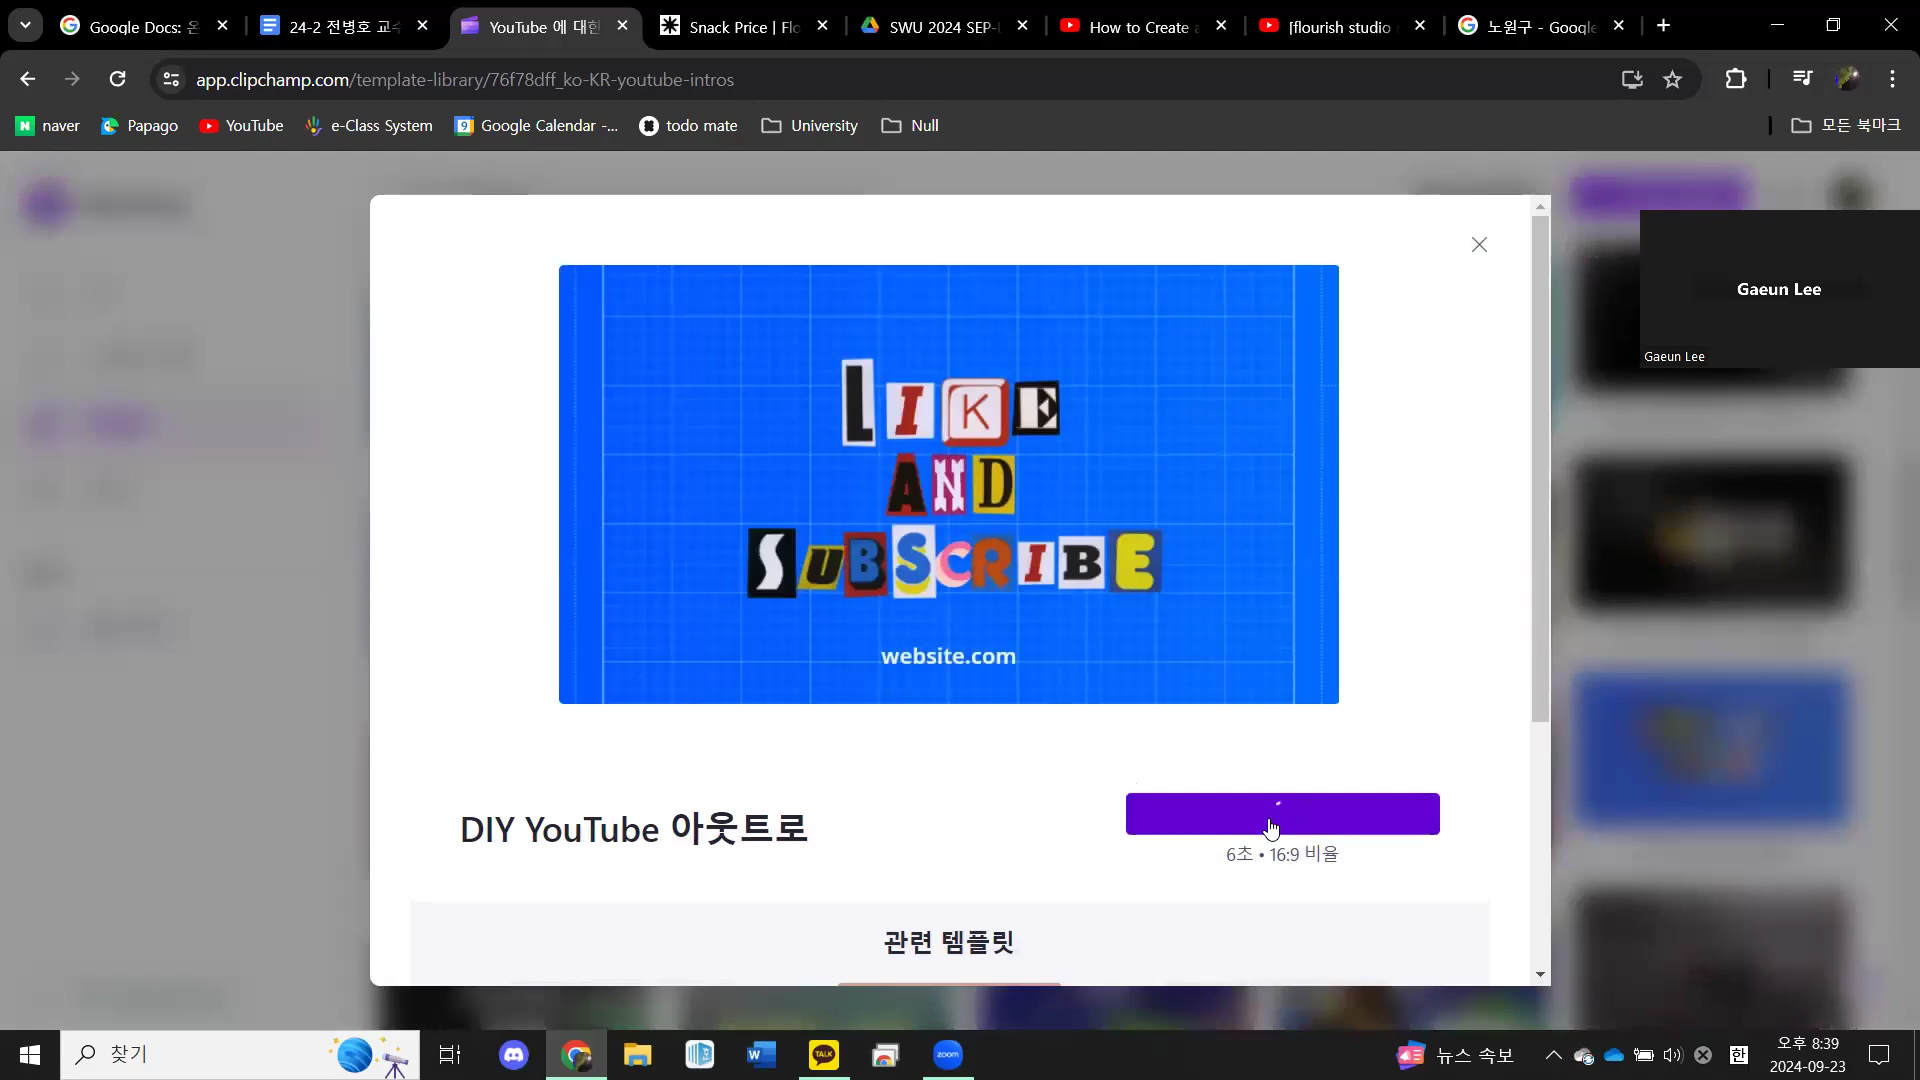 Google Docs: 온
24-2 전병호 교수
YouTube 에 대한
Snack Price | Flo
SWU 2024 SEP-
How to Create a
[flourish studio
노원구 - Google
app.clipchamp.com/template-library/76f78dff_ko-KR-youtube-intros
naver
Papago
YouTube
e-Class System
Google Calendar -...
todo mate
University
Null
모든 북마크
Gaeun Lee
Gaeun Lee
LIKE
AND
SUBSCRIBE
website.com
DIY YouTube 아웃트로
6초 • 16:9 비율
관련 템플릿
찾기
뉴스 속보
한
오후 8:39
2024-09-23